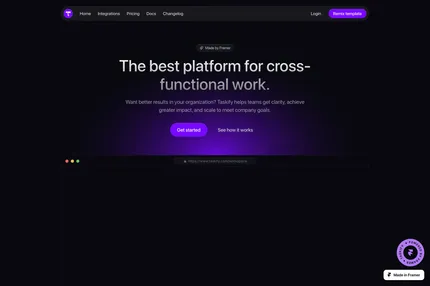 Home Integrations Pricing Docs Changelog Login Remix template
Made by Framer
The best platform for cross-
functional work.
Want better results in your organization? Taskify helps teams get clarity, achieve
greater impact, and scale to meet company goals.
Get started See how it works
Made in Framer